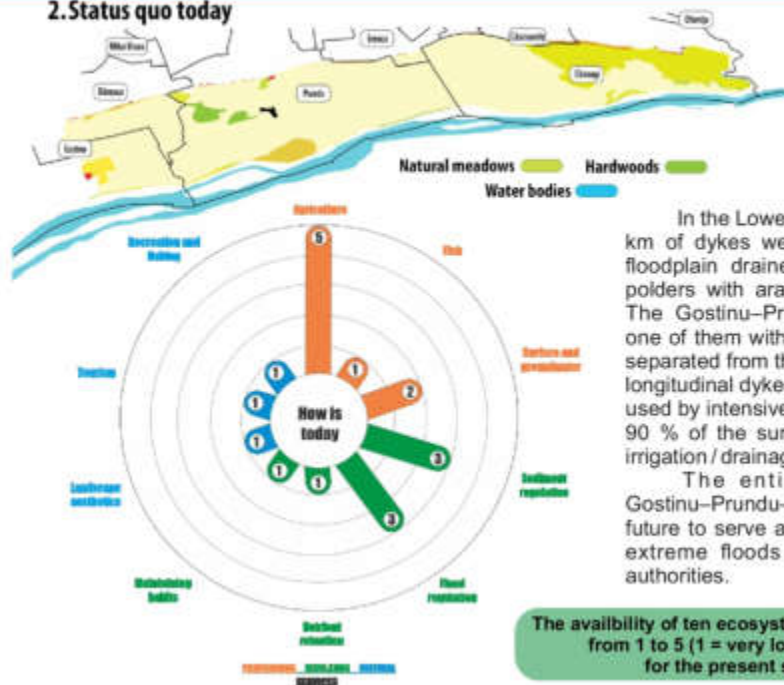 2.Status quo today
Prundu
Natural meadows
Hardwoods
Water bodies
Agriculture
Fish
Surface and
groundwater
Sediment
regulation
Flood
regulation
Nutrient
retention
Landscape
aesthetics
Tourism
Recreation and
5
1
2
3
3
1
1
1
1
1
How is
today
In the Lowe
km of dykes we
floodplain draine
polders with ara
The Gostinu–Pr
one of them with
separated from th
longitudinal dyke
used by intensive
90 % of the sur
irrigation / drainag
The enti
Gostinu–Prundu-
future to serve a
extreme floods
authorities.
The availbility of ten ecosyst
from 1 to 5 (1 = very lo
for the present s